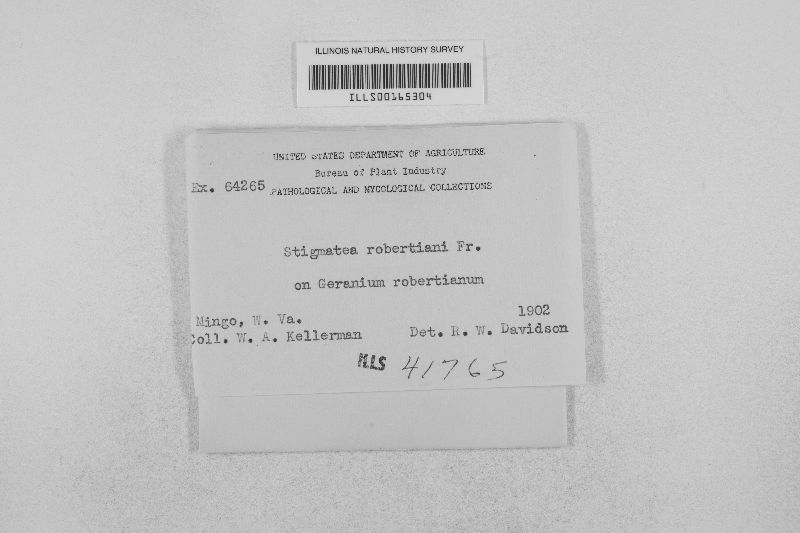 ILLINOIS NATURAL HISTORY SURVEY
ILLS00165304
UNITED STATES DEPARTMENT OF AGRICULTURE
Bureau of Plant Industry
Ex. 64265 PATHOLOGICAL AND MYCOLOGICAL COLLECTIONS
Stigmatea robertiani Fr.
on Geranium robertianum
Mingo, W. Va. 1902
Coll. W. A. Kellerman Det. R. W. Davidson
ILLS 41765